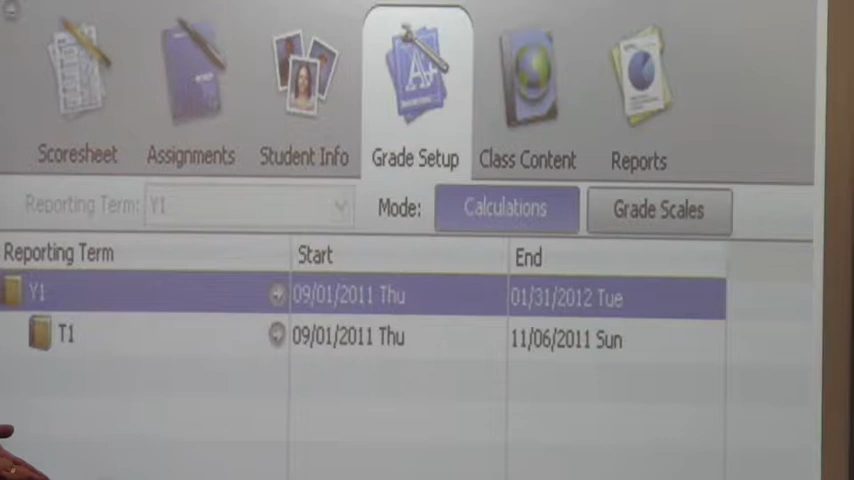 A+
Scoresheet
Assignments
Student Info
Grade Setup
Class Content
Reports
Reporting Term: Y1
Mode: Calculations Grade Scales
Reporting Term Start End
Y1 09/01/2011 Thu 01/31/2012 Tue
T1 09/01/2011 Thu 11/06/2011 Sun